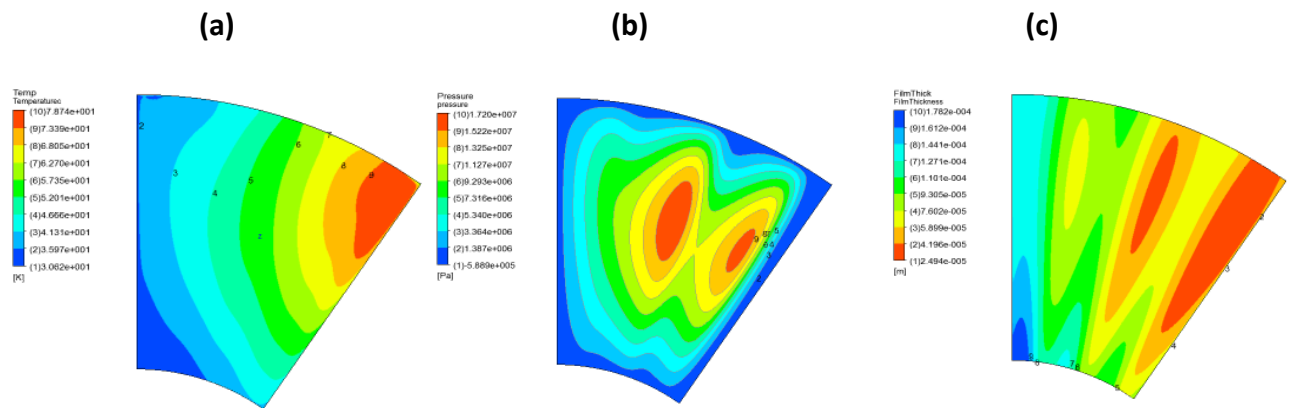 (a)
(b)
(c)
Temp
Temperaturec
(10)7.874e+001
(9)7.339e+001
(8)6.805e+001
(7)6.270e+001
(6)5.735e+001
(5)5.201e+001
(4)4.666e+001
(3)4.131e+001
(2)3.597e+001
(1)3.062e+001
[K]
2
3
4
5
6
7
8
9
z
Pressure
pressure
(10)1.720e+007
(9)1.522e+007
(8)1.325e+007
(7)1.127e+007
(6)9.293e+006
(5)7.316e+006
(4)5.340e+006
(3)3.364e+006
(2)1.387e+006
(1)-5.889e+005
[Pa]
9
5
6 4
FilmThick
FilmThickness
(10)1.782e-004
(9)1.612e-004
(8)1.441e-004
(7)1.271e-004
(6)1.101e-004
(5)9.305e-005
(4)7.602e-005
(3)5.899e-005
(2)4.196e-005
(1)2.494e-005
[m]
2
3
4
5